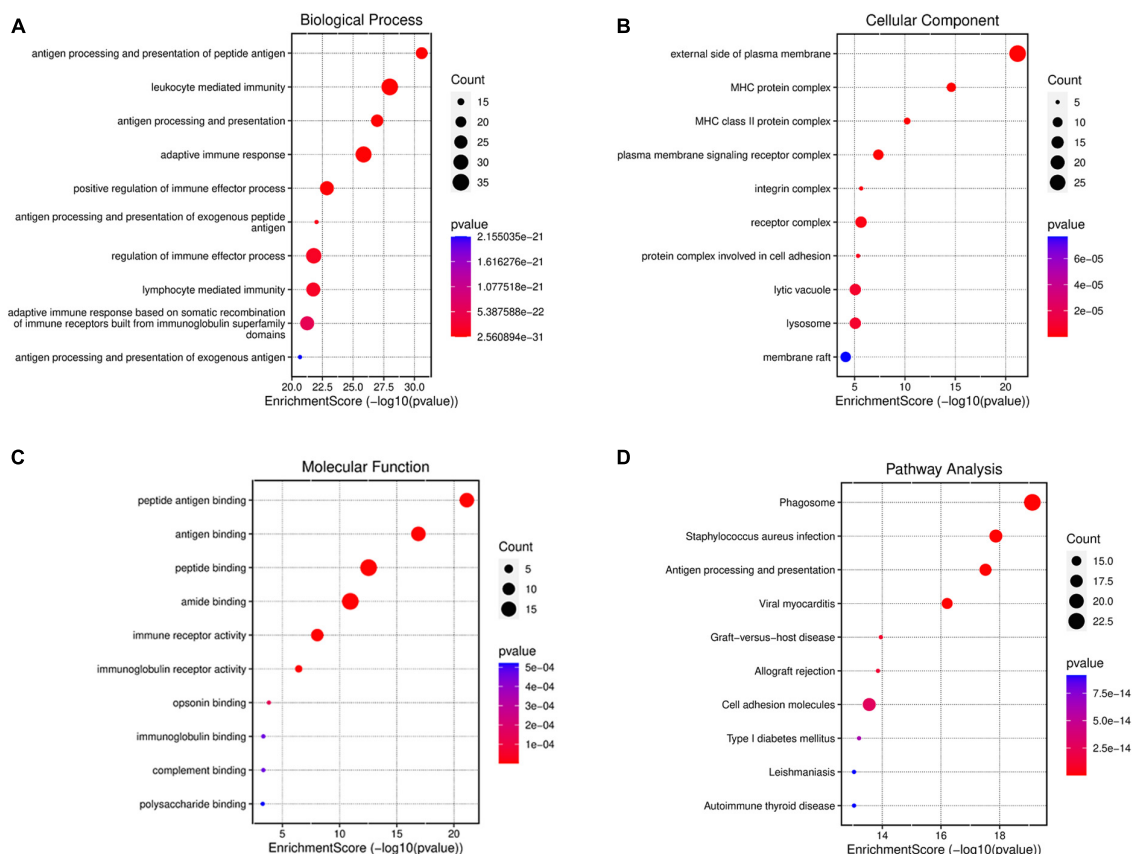 A
Biological Process
antigen processing and presentation of peptide antigen
leukocyte mediated immunity
antigen processing and presentation
adaptive immune response
positive regulation of immune effector process
antigen processing and presentation of exogenous peptide
antigen
regulation of immune effector process
lymphocyte mediated immunity
adaptive immune response based on somatic recombination
of immune receptors built from immunoglobulin superfamily
domains
antigen processing and presentation of exogenous antigen
20.0 22.5 25.0 27.5 30.0
EnrichmentScore (−log10(pvalue))
Count
15
20
25
30
35
pvalue
2.155035e-21
1.616276e-21
1.077518e-21
5.387588e-22
2.560894e-31
B
Cellular Component
external side of plasma membrane
MHC protein complex
MHC class II protein complex
plasma membrane signaling receptor complex
integrin complex
receptor complex
protein complex involved in cell adhesion
lytic vacuole
lysosome
membrane raft
5 10 15 20
EnrichmentScore (−log10(pvalue))
Count
5
10
15
20
25
pvalue
6e-05
4e-05
2e-05
C
Molecular Function
peptide antigen binding
antigen binding
peptide binding
amide binding
immune receptor activity
immunoglobulin receptor activity
opsonin binding
immunoglobulin binding
complement binding
polysaccharide binding
5 10 15 20
EnrichmentScore (−log10(pvalue))
Count
5
10
15
pvalue
5e-04
4e-04
3e-04
2e-04
1e-04
D
Pathway Analysis
Phagosome
Staphylococcus aureus infection
Antigen processing and presentation
Viral myocarditis
Graft−versus−host disease
Allograft rejection
Cell adhesion molecules
Type I diabetes mellitus
Leishmaniasis
Autoimmune thyroid disease
14 16 18
EnrichmentScore (−log10(pvalue))
Count
15.0
17.5
20.0
22.5
pvalue
7.5e-14
5.0e-14
2.5e-14